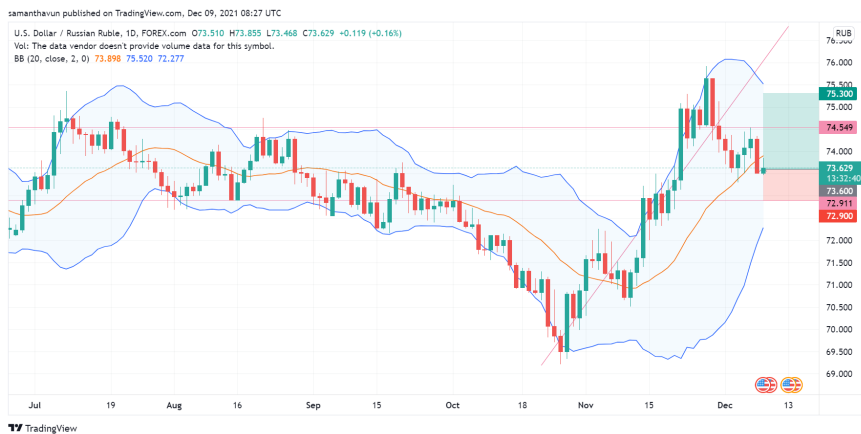 samanthavun published on TradingView.com, Dec 09, 2021 08:27 UTC
U.S. Dollar / Russian Ruble, 1D, FOREX.com O73.510 H73.855 L73.468 C73.629 +0.119 (+0.16%)
Vol: The data vendor doesn't provide volume data for this symbol.
BB (20, close, 2, 0) 73.898 75.520 72.277
RUB
76.000
75.300
75.000
74.549
74.000
73.629
13:32:40
73.600
72.911
72.900
72.000
71.500
71.000
70.500
70.000
69.500
69.000
Jul 19 Aug 16 Sep 15 Oct 18 Nov 15 Dec 13
TradingView